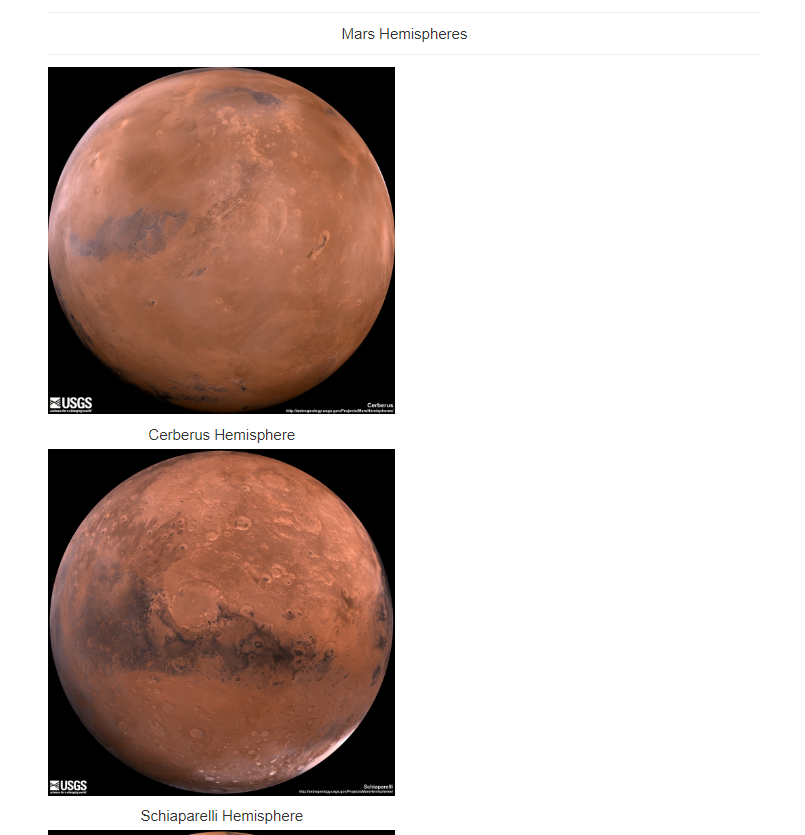 Mars Hemispheres
USGS
science for a changing world
Cerberus
http://astrogeology.usgs.gov/Projects/MarsHemispheres/
Cerberus Hemisphere
USGS
science for a changing world
Schiaparelli
http://astrogeology.usgs.gov/Projects/MarsHemispheres/
Schiaparelli Hemisphere